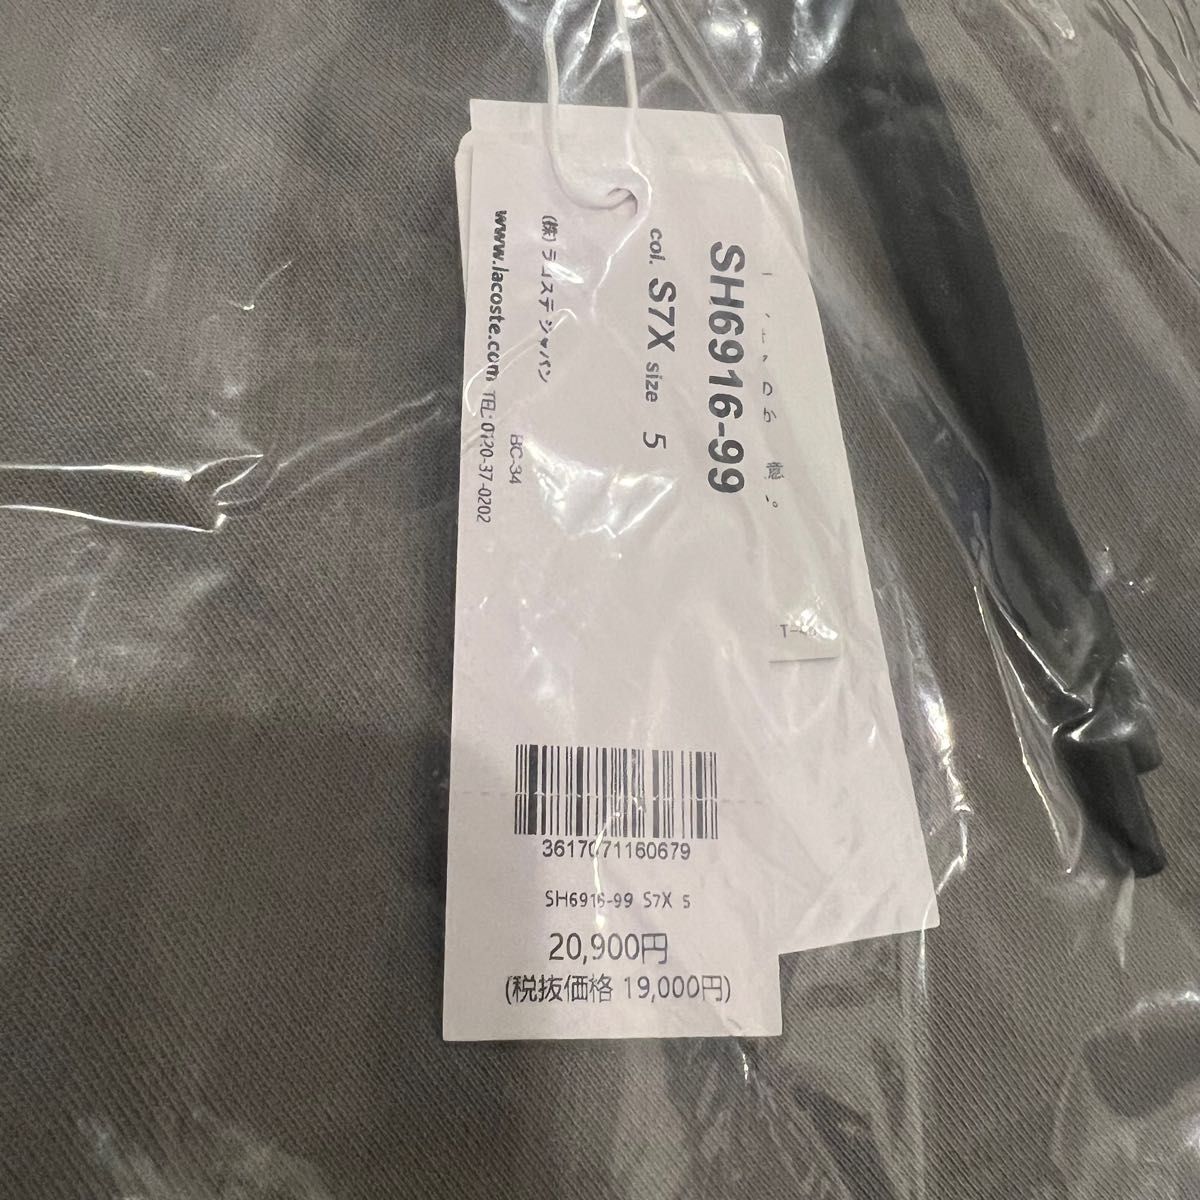 SH6916-99
col. S7X size 5
(株) ラコステ ジャパン
BC-34
www.lacoste.com TEL: 0120-37-0202
3617071160679
SH6916-99 S7X 5
20,900円
(税抜価格 19,000円)